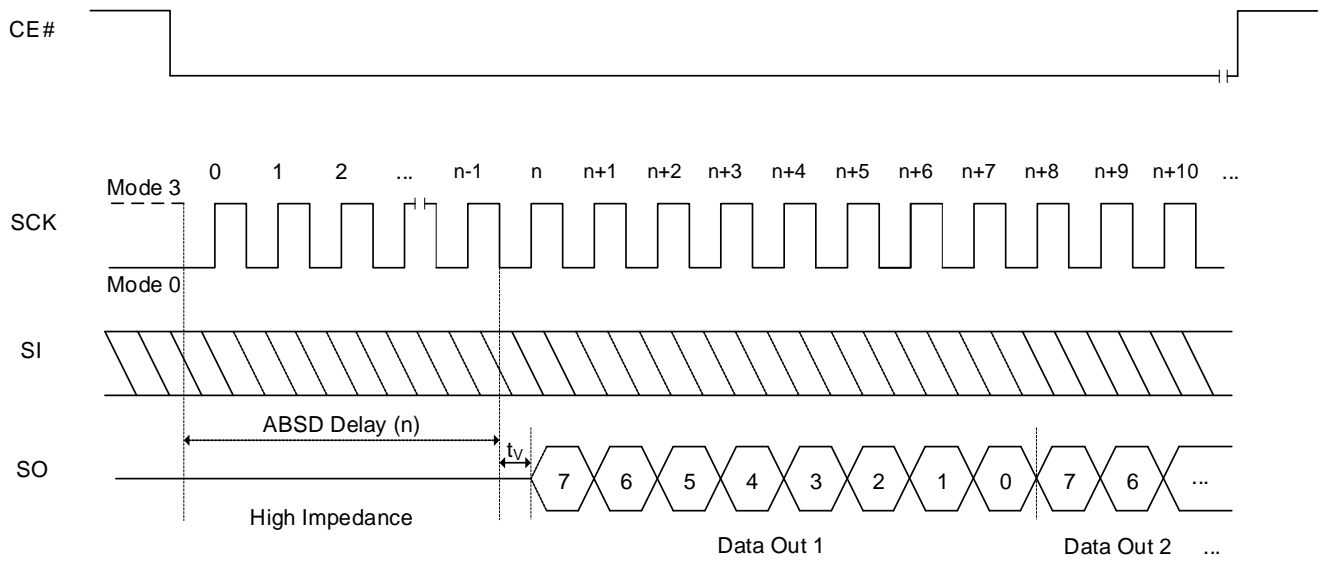 CE#
0 1 2 ... n-1 n n+1 n+2 n+3 n+4 n+5 n+6 n+7 n+8 n+9 n+10 ...
Mode 3
SCK
Mode 0
SI
ABSD Delay (n)
tV
SO
7 6 5 4 3 2 1 0 7 6 ...
High Impedance
Data Out 1 Data Out 2 ...